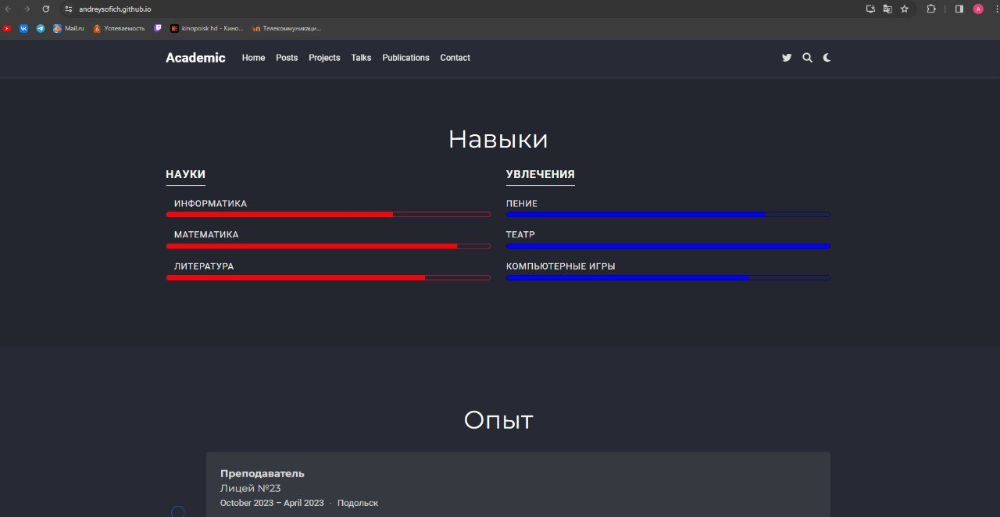 andreysofich.github.io
Mail.ru Успеваемость kinopoisk hd - Кино... Телекоммуникаци...
Academic Home Posts Projects Talks Publications Contact
Навыки
НАУКИ
ИНФОРМАТИКА
МАТЕМАТИКА
ЛИТЕРАТУРА
УВЛЕЧЕНИЯ
ПЕНИЕ
ТЕАТР
КОМПЬЮТЕРНЫЕ ИГРЫ
Опыт
Преподаватель
Лицей №23
October 2023 – April 2023 · Подольск